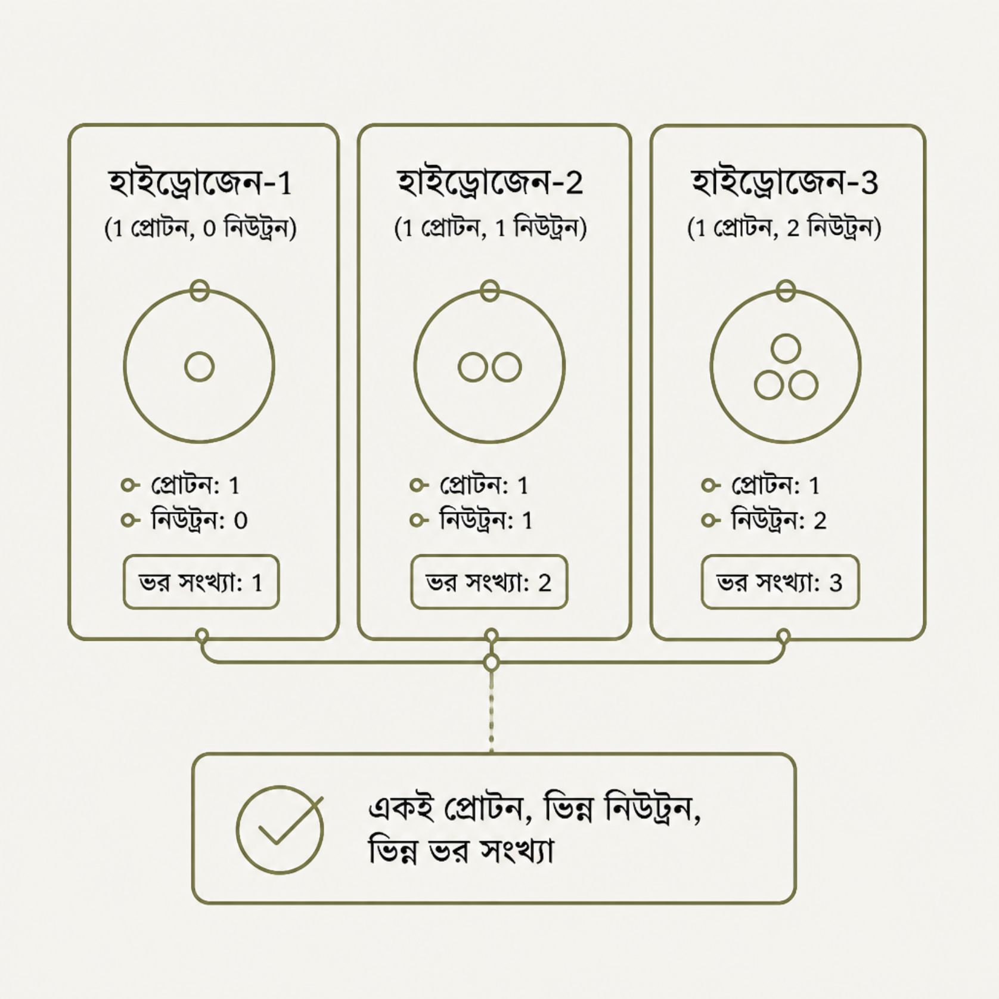 হাইড্রোজেন-1
(1 প্রোটন, 0 নিউট্রন)
প্রোটন: 1
নিউট্রন: 0
ভর সংখ্যা: 1
হাইড্রোজেন-2
(1 প্রোটন, 1 নিউট্রন)
প্রোটন: 1
নিউট্রন: 1
ভর সংখ্যা: 2
হাইড্রোজেন-3
(1 প্রোটন, 2 নিউট্রন)
প্রোটন: 1
নিউট্রন: 2
ভর সংখ্যা: 3
একই প্রোটন, ভিন্ন নিউট্রন,
ভিন্ন ভর সংখ্যা